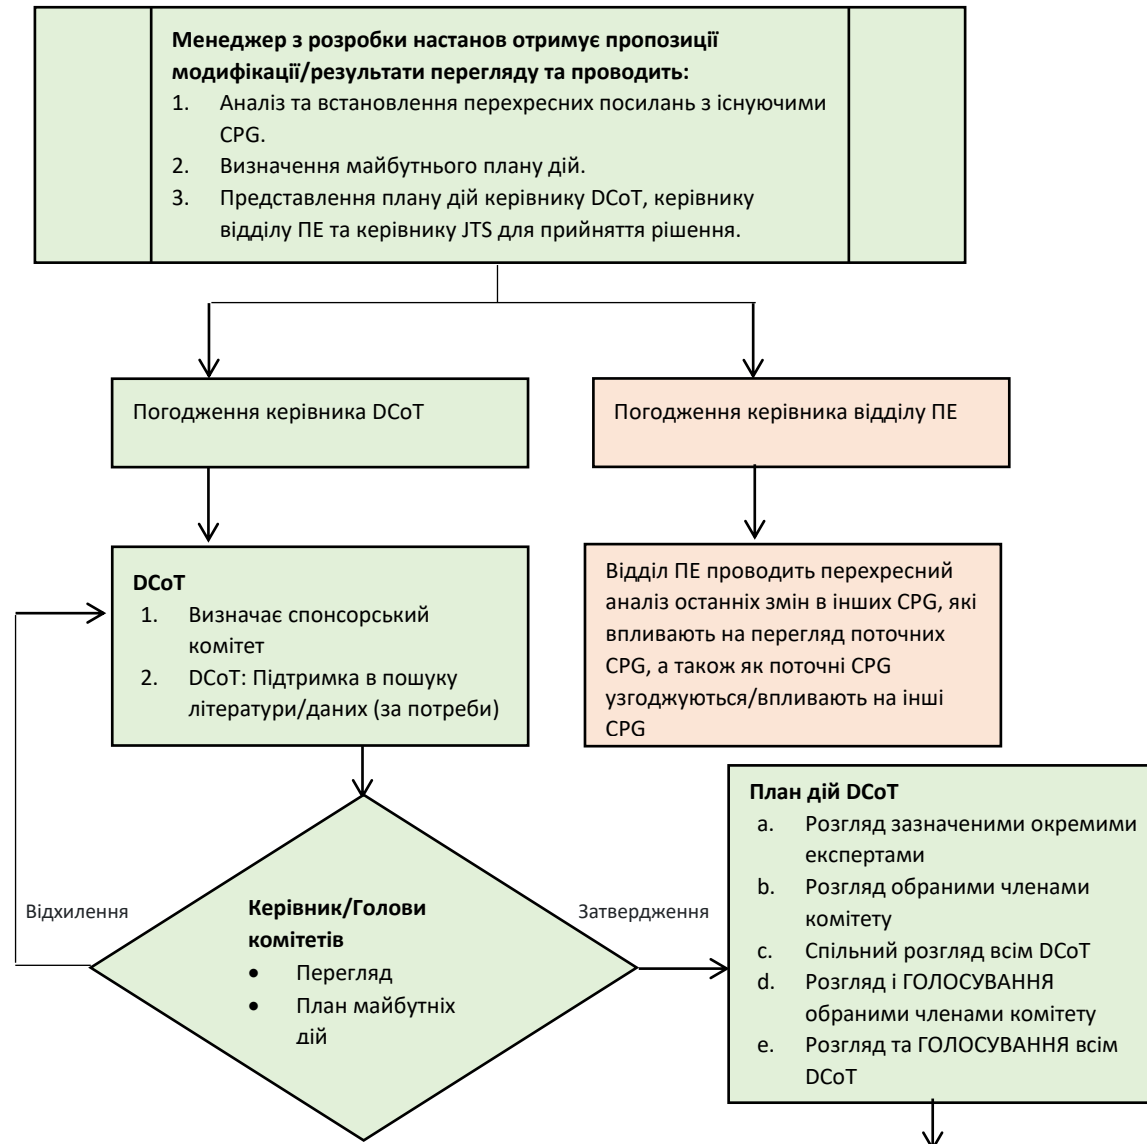 Менеджер з розробки настанов отримує пропозиції
модифікації/результати перегляду та проводить:
1. Аналіз та встановлення перехресних посилань з існуючими
CPG.
2. Визначення майбутнього плану дій.
3. Представлення плану дій керівнику DCoT, керівнику
відділу ПЕ та керівнику JTS для прийняття рішення.
Погодження керівника DCoT
Погодження керівника відділу ПЕ
DCoT
1. Визначає спонсорський
комітет
2. DCoT: Підтримка в пошуку
літератури/даних (за потреби)
Відділ ПЕ проводить перехресний
аналіз останніх змін в інших CPG, які
впливають на перегляд поточних
CPG, а також як поточні CPG
узгоджуються/впливають на інші
CPG
Відхилення
Керівник/Голови
комітетів
• Перегляд
• План майбутніх
дій
Затвердження
План дій DCoT
a. Розгляд зазначеними окремими
експертами
b. Розгляд обраними членами
комітету
c. Спільний розгляд всім DCoT
d. Розгляд і ГОЛОСУВАННЯ
обраними членами комітету
e. Розгляд та ГОЛОСУВАННЯ всім
DCoT